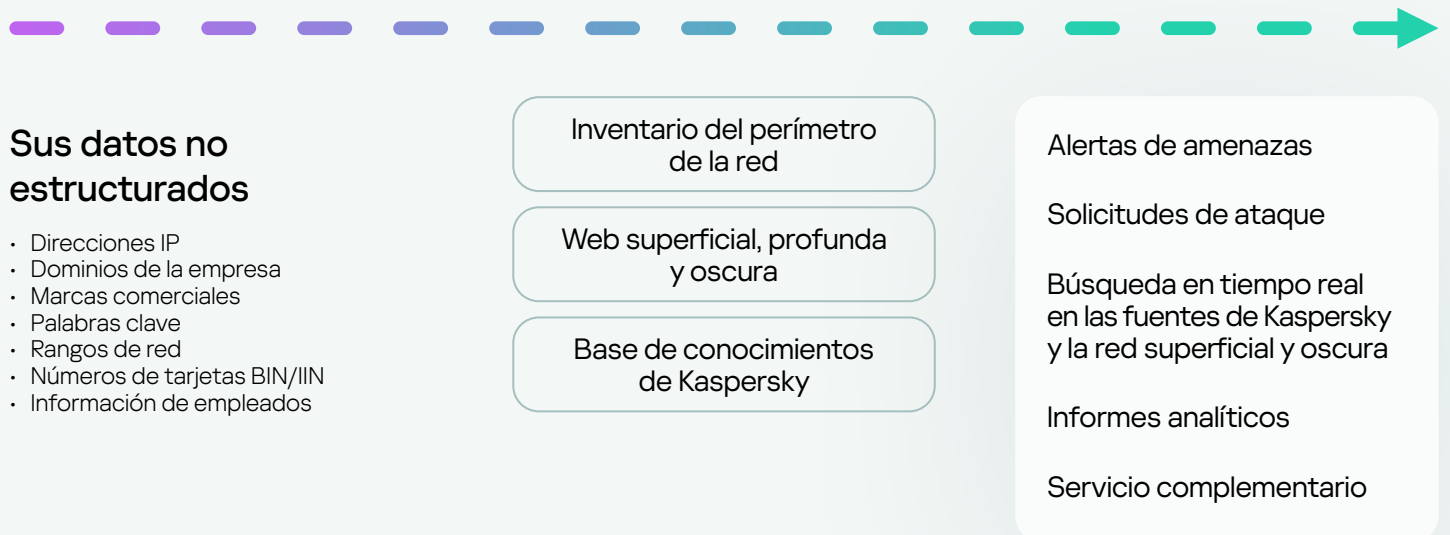 Sus datos no
estructurados
• Direcciones IP
• Dominios de la empresa
• Marcas comerciales
• Palabras clave
• Rangos de red
• Números de tarjetas BIN/IIN
• Información de empleados
Inventario del perímetro
de la red
Web superficial, profunda
y oscura
Base de conocimientos
de Kaspersky
Alertas de amenazas
Solicitudes de ataque
Búsqueda en tiempo real
en las fuentes de Kaspersky
y la red superficial y oscura
Informes analíticos
Servicio complementario